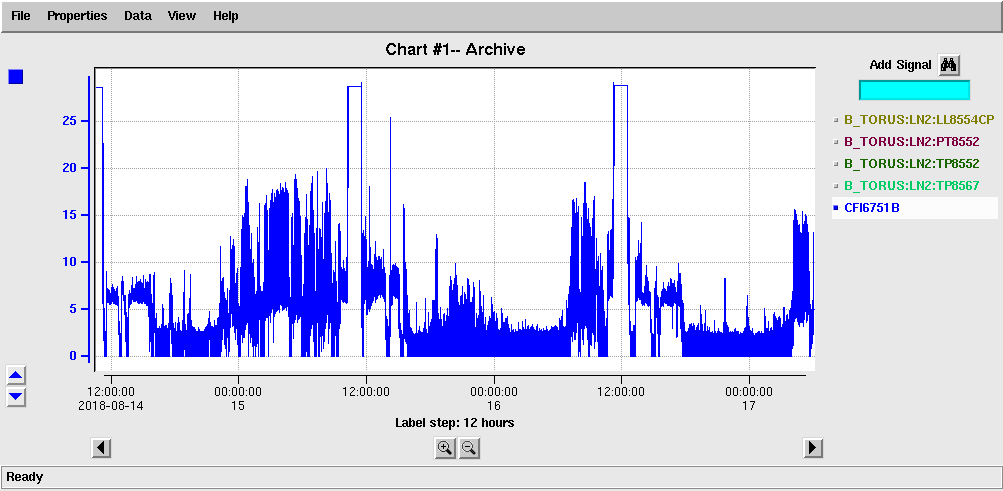 File Properties Data View Help
Chart #1-- Archive
Add Signal
B_TORUS:LN2:LL8554CP
B_TORUS:LN2:PT8552
B_TORUS:LN2:TP8552
B_TORUS:LN2:TP8567
CFI6751B
25
20
15
10
5
0
12:00:00 00:00:00 12:00:00 00:00:00 12:00:00 00:00:00
2018-08-14 15 16 17
Label step: 12 hours
Ready